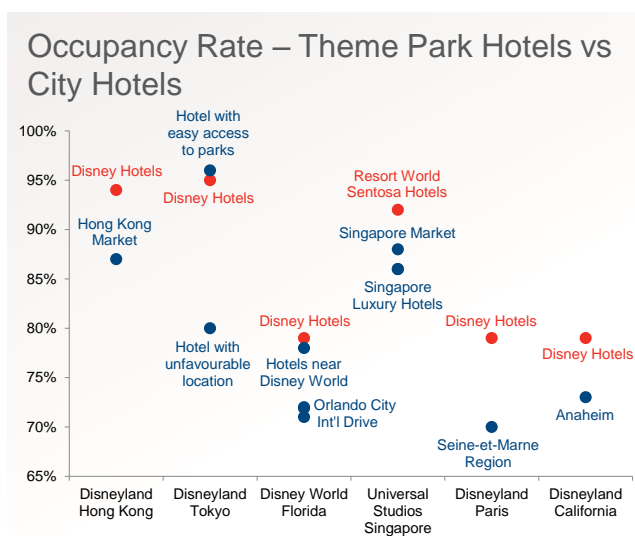 Occupancy Rate – Theme Park Hotels vs
City Hotels
100%
95%
90%
85%
80%
75%
70%
65%
Disney Hotels
Hong Kong
Market
Hotel with
easy access
to parks
Disney Hotels
Hotel with
unfavourable
location
Disney Hotels
Hotels near
Disney World
Orlando City
Int'l Drive
Resort World
Sentosa Hotels
Singapore Market
Singapore
Luxury Hotels
Disney Hotels
Seine-et-Marne
Region
Disney Hotels
Anaheim
Disneyland
Hong Kong
Disneyland
Tokyo
Disney World
Florida
Universal
Studios
Singapore
Disneyland
Paris
Disneyland
California